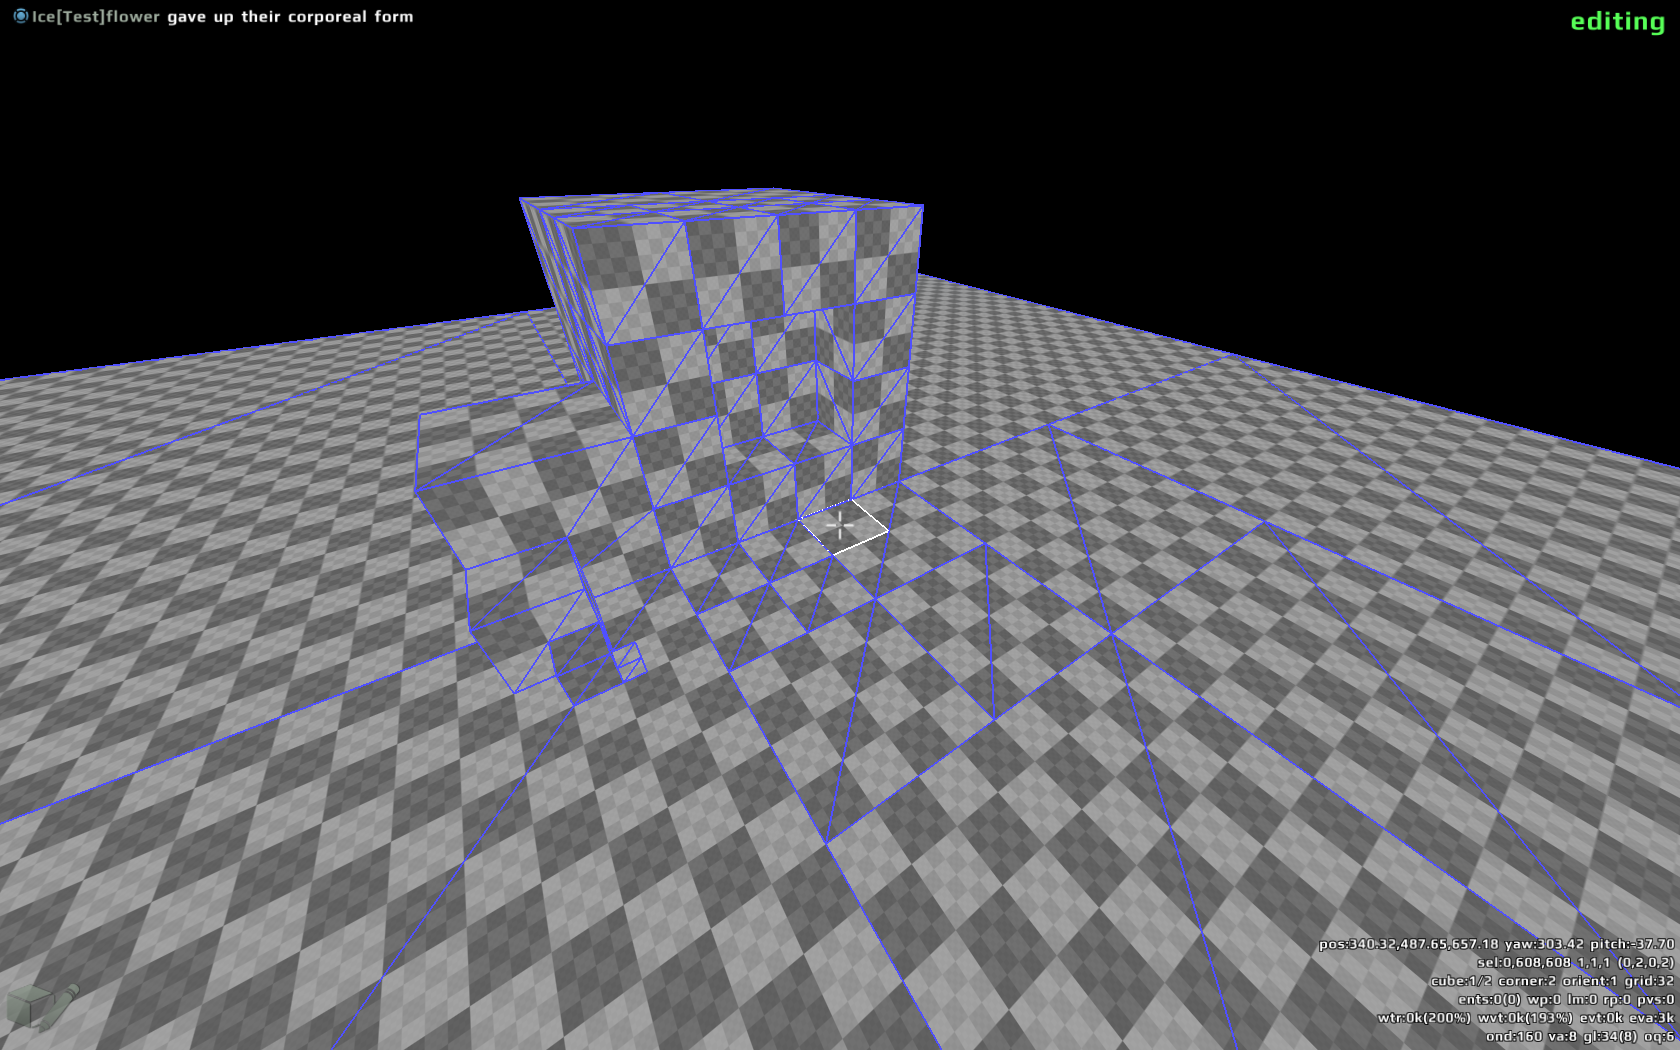 Ice[Test]flower gave up their corporeal form
editing
pos:340.32,487.65,657.18 yaw:303.42 pitch:-37.70
sel:0,608,608 1,1,1 (0,2,0,2)
cube:1/2 corner:2 orient:1 grid:32
ents:0(0) wp:0 lm:0 rp:0 pvs:0
wtr:0k(200%) wvt:0k(193%) evt:0k eva:3k
ond:160 va:8 gl:34(8) oq:6